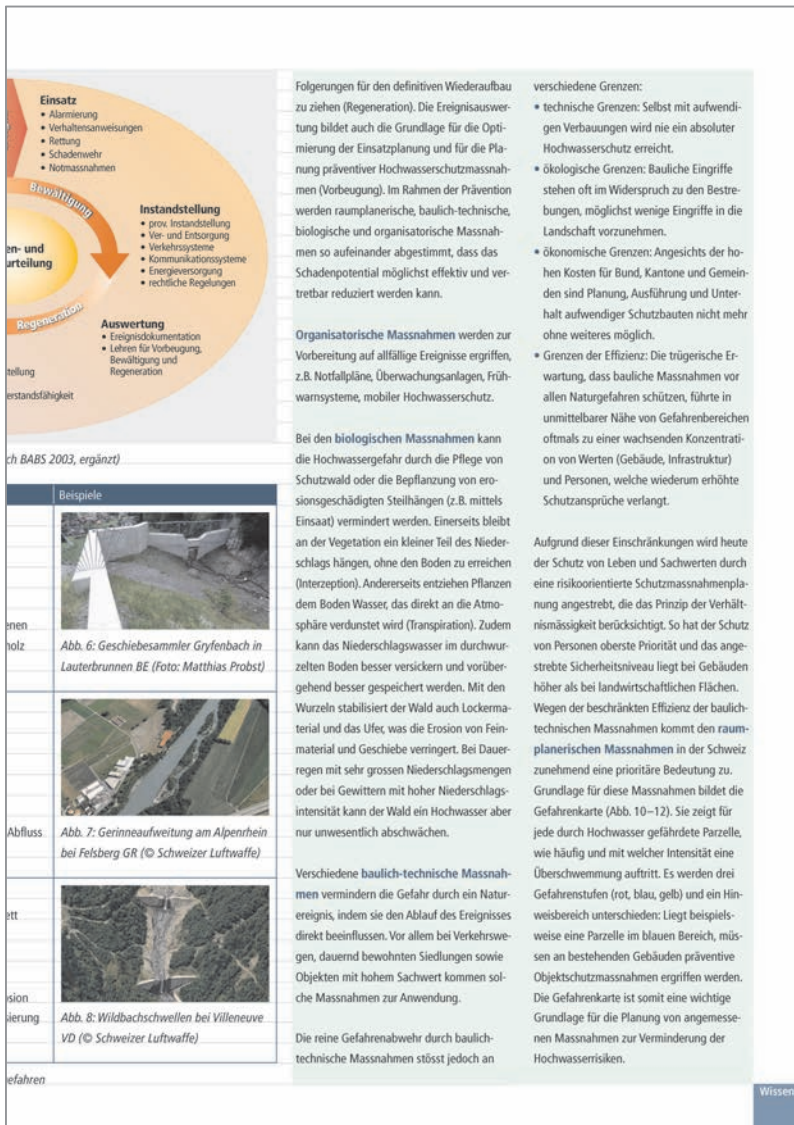 Einsatz
• Alarmierung
• Verhaltensanweisungen
• Rettung
• Schadenwehr
• Notmassnahmen
Bewältigung
en- und
urteilung
Instandstellung
• prov. Instandstellung
• Ver- und Entsorgung
• Verkehrssysteme
• Kommunikationssysteme
• Energieversorgung
• rechtliche Regelungen
Regeneration
Auswertung
• Ereignisdokumentation
• Lehren für Vorbeugung,
Bewältigung und
Regeneration
tellung
erstandsfähigkeit
ch BABS 2003, ergänzt)
Beispiele
enen
holz
Abb. 6: Geschiebesammler Gryfenbach in
Lauterbrunnen BE (Foto: Matthias Probst)
Abfluss
Abb. 7: Gerinneaufweitung am Alpenrhein
bei Felsberg GR (© Schweizer Luftwaffe)
ett
osion
sierung
Abb. 8: Wildbachschwellen bei Villeneuve
VD (© Schweizer Luftwaffe)
efahren
Folgerungen für den definitiven Wiederaufbau
zu ziehen (Regeneration). Die Ereignisauswer-
tung bildet auch die Grundlage für die Opti-
mierung der Einsatzplanung und für die Pla-
nung präventiver Hochwasserschutzmassnah-
men (Vorbeugung). Im Rahmen der Prävention
werden raumplanerische, baulich-technische,
biologische und organisatorische Massnah-
men so aufeinander abgestimmt, dass das
Schadenpotential möglichst effektiv und ver-
tretbar reduziert werden kann.
Organisatorische Massnahmen werden zur
Vorbereitung auf allfällige Ereignisse ergriffen,
z.B. Notfallpläne, Überwachungsanlagen, Früh-
warnsysteme, mobiler Hochwasserschutz.
Bei den biologischen Massnahmen kann
die Hochwassergefahr durch die Pflege von
Schutzwald oder die Bepflanzung von ero-
sionsgeschädigten Steilhängen (z.B. mittels
Einsaat) vermindert werden. Einerseits bleibt
an der Vegetation ein kleiner Teil des Nieder-
schlags hängen, ohne den Boden zu erreichen
(Interzeption). Andererseits entziehen Pflanzen
dem Boden Wasser, das direkt an die Atmo-
sphäre verdunstet wird (Transpiration). Zudem
kann das Niederschlagswasser im durchwur-
zelten Boden besser versickern und vorüber-
gehend besser gespeichert werden. Mit den
Wurzeln stabilisiert der Wald auch Lockerma-
terial und das Ufer, was die Erosion von Fein-
material und Geschiebe verringert. Bei Dauer-
regen mit sehr grossen Niederschlagsmengen
oder bei Gewittern mit hoher Niederschlags-
intensität kann der Wald ein Hochwasser aber
nur unwesentlich abschwächen.
Verschiedene baulich-technische Massnah-
men vermindern die Gefahr durch ein Natur-
ereignis, indem sie den Ablauf des Ereignisses
direkt beeinflussen. Vor allem bei Verkehrswe-
gen, dauernd bewohnten Siedlungen sowie
Objekten mit hohem Sachwert kommen sol-
che Massnahmen zur Anwendung.
Die reine Gefahrenabwehr durch baulich-
technische Massnahmen stösst jedoch an
verschiedene Grenzen:
• technische Grenzen: Selbst mit aufwendi-
gen Verbauungen wird nie ein absoluter
Hochwasserschutz erreicht.
• ökologische Grenzen: Bauliche Eingriffe
stehen oft im Widerspruch zu den Bestre-
bungen, möglichst wenige Eingriffe in die
Landschaft vorzunehmen.
• ökonomische Grenzen: Angesichts der ho-
hen Kosten für Bund, Kantone und Gemein-
den sind Planung, Ausführung und Unter-
halt aufwendiger Schutzbauten nicht mehr
ohne weiteres möglich.
• Grenzen der Effizienz: Die trügerische Er-
wartung, dass bauliche Massnahmen vor
allen Naturgefahren schützen, führte in
unmittelbarer Nähe von Gefahrenbereichen
oftmals zu einer wachsenden Konzentrati-
on von Werten (Gebäude, Infrastruktur)
und Personen, welche wiederum erhöhte
Schutzansprüche verlangt.
Aufgrund dieser Einschränkungen wird heute
der Schutz von Leben und Sachwerten durch
eine risikoorientierte Schutzmassnahmenpla-
nung angestrebt, die das Prinzip der Verhält-
nismässigkeit berücksichtigt. So hat der Schutz
von Personen oberste Priorität und das ange-
strebte Sicherheitsniveau liegt bei Gebäuden
höher als bei landwirtschaftlichen Flächen.
Wegen der beschränkten Effizienz der baulich-
technischen Massnahmen kommt den raum-
planerischen Massnahmen in der Schweiz
zunehmend eine prioritäre Bedeutung zu.
Grundlage für diese Massnahmen bildet die
Gefahrenkarte (Abb. 10–12). Sie zeigt für
jede durch Hochwasser gefährdete Parzelle,
wie häufig und mit welcher Intensität eine
Überschwemmung auftritt. Es werden drei
Gefahrenstufen (rot, blau, gelb) und ein Hin-
weisbereich unterschieden: Liegt beispiels-
weise eine Parzelle im blauen Bereich, müs-
sen an bestehenden Gebäuden präventive
Objektschutzmassnahmen ergriffen werden.
Die Gefahrenkarte ist somit eine wichtige
Grundlage für die Planung von angemesse-
nen Massnahmen zur Verminderung der
Hochwasserrisiken.
Wissen